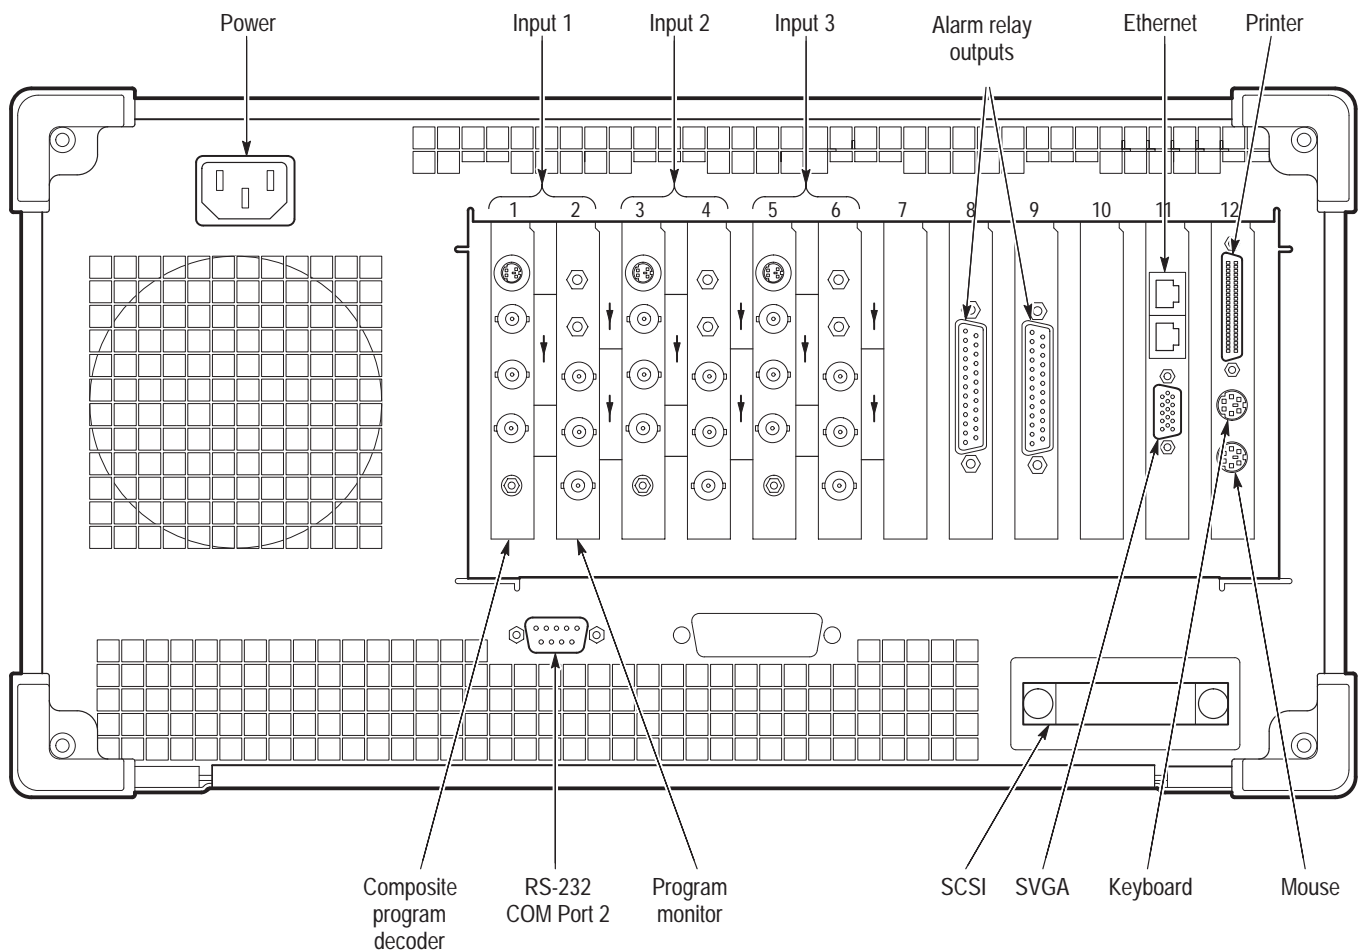 Power
Input 1
Input 2
Input 3
Alarm relay
outputs
Ethernet
Printer
1
2
3
4
5
6
7
8
9
10
11
12
Composite
program
decoder
RS-232
COM Port 2
Program
monitor
SCSI
SVGA
Keyboard
Mouse